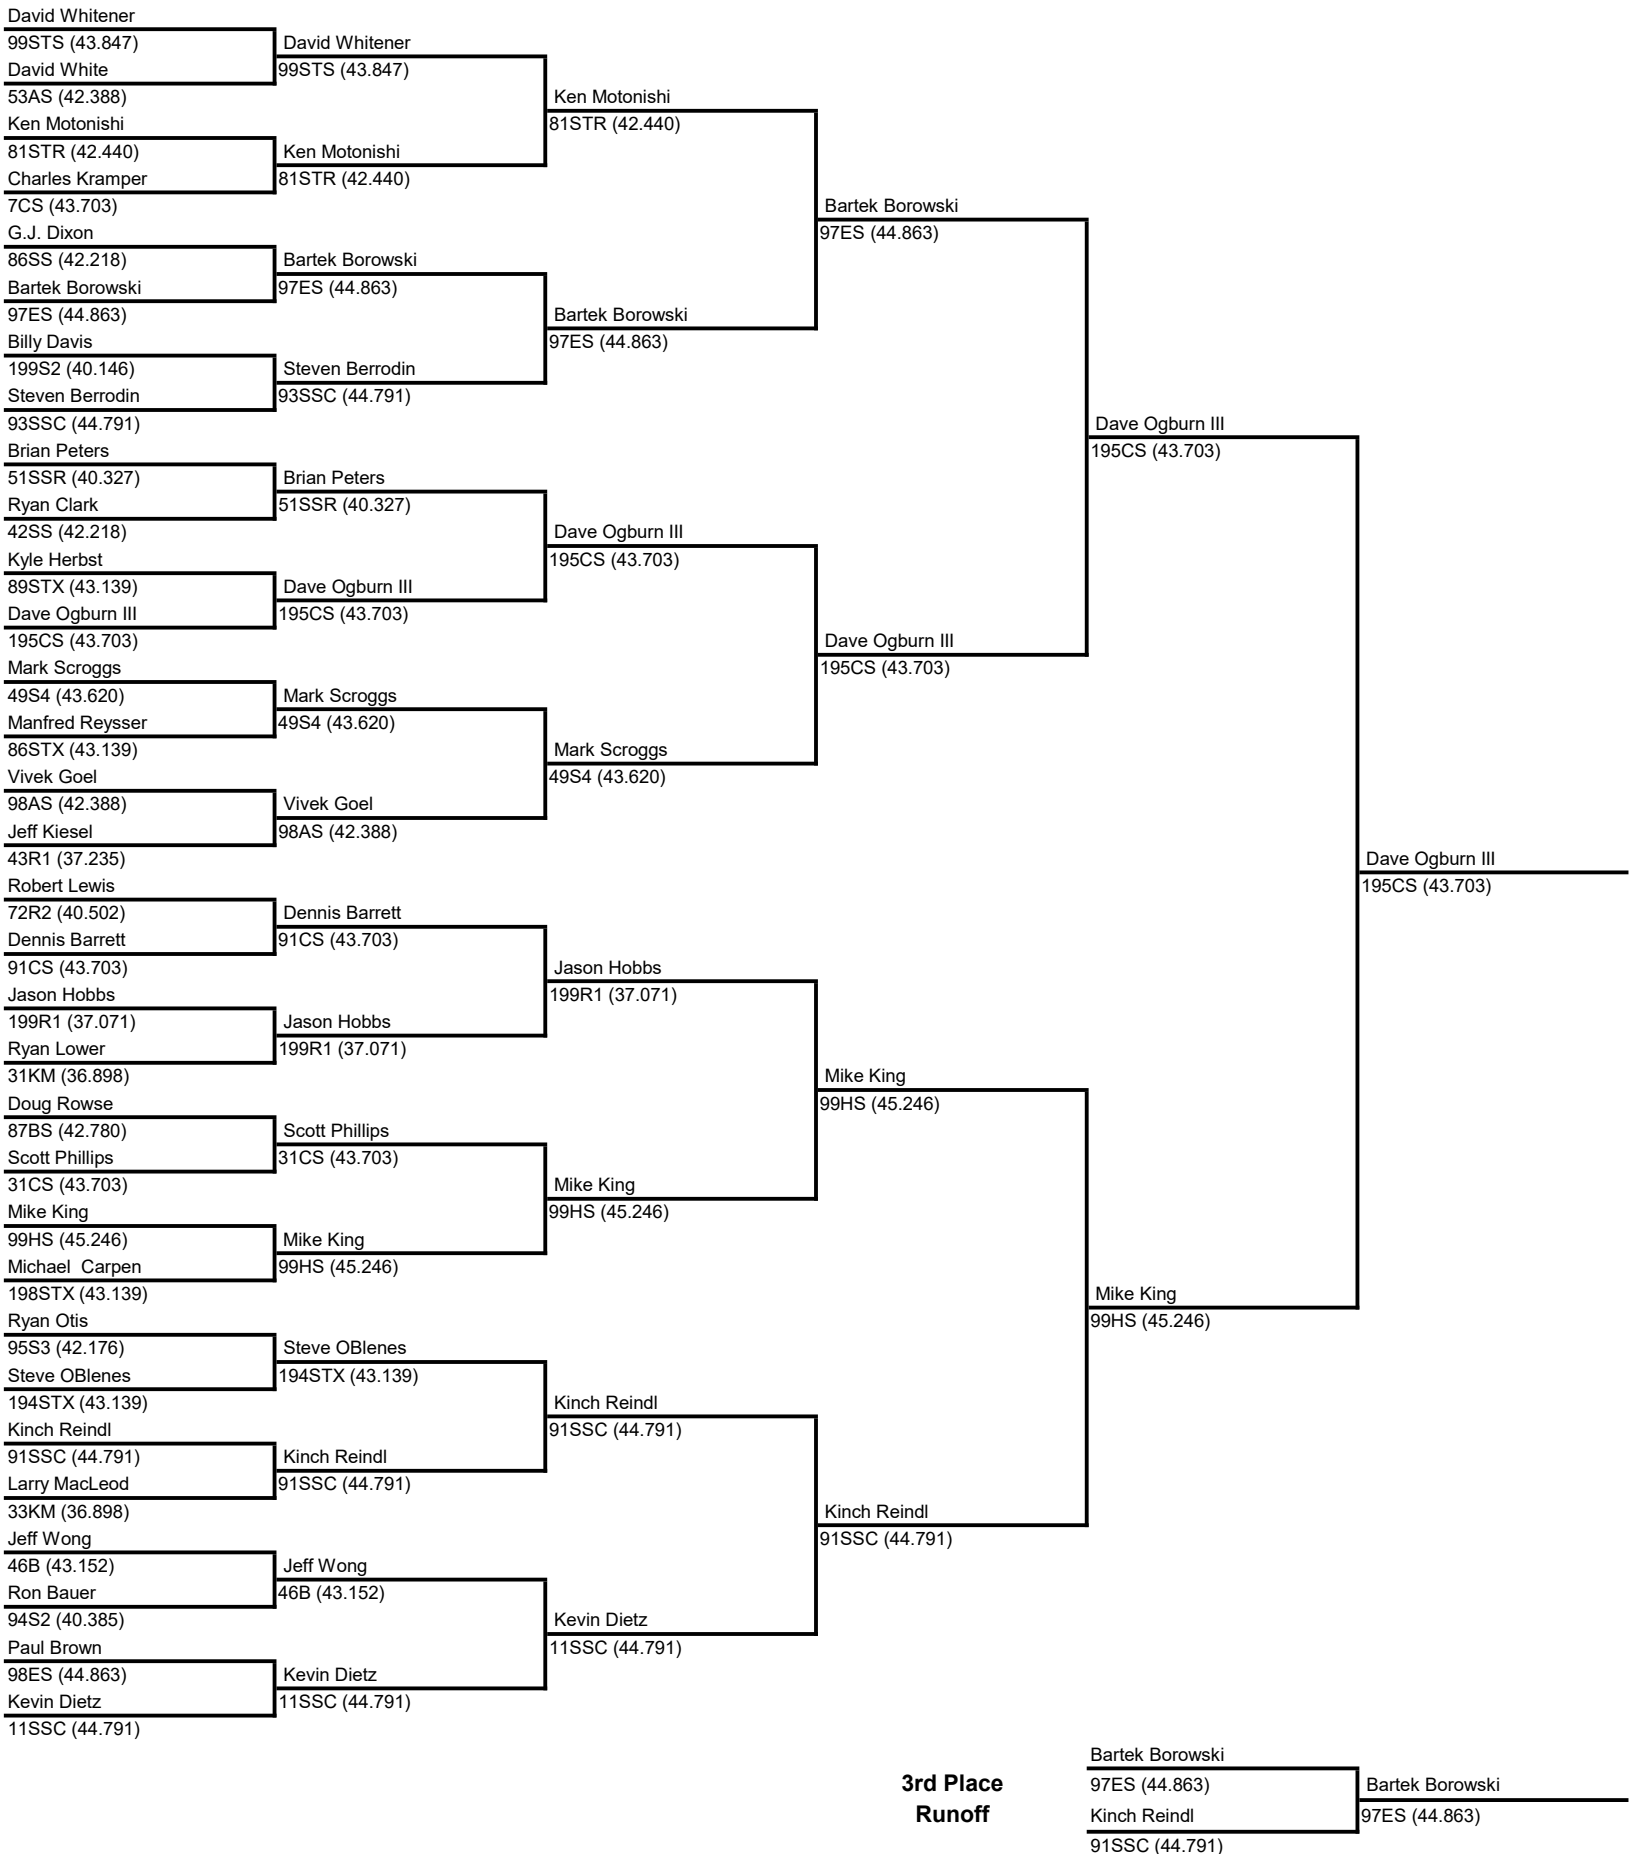 David Whitener
99STS (43.847)
David White
53AS (42.388)
Ken Motonishi
81STR (42.440)
Charles Kramper
7CS (43.703)
G.J. Dixon
86SS (42.218)
Bartek Borowski
97ES (44.863)
Billy Davis
199S2 (40.146)
Steven Berrodin
93SSC (44.791)
Brian Peters
51SSR (40.327)
Ryan Clark
42SS (42.218)
Kyle Herbst
89STX (43.139)
Dave Ogburn III
195CS (43.703)
Mark Scroggs
49S4 (43.620)
Manfred Reysser
86STX (43.139)
Vivek Goel
98AS (42.388)
Jeff Kiesel
43R1 (37.235)
Robert Lewis
72R2 (40.502)
Dennis Barrett
91CS (43.703)
Jason Hobbs
199R1 (37.071)
Ryan Lower
31KM (36.898)
Doug Rowse
87BS (42.780)
Scott Phillips
31CS (43.703)
Mike King
99HS (45.246)
Michael  Carpen
198STX (43.139)
Ryan Otis
95S3 (42.176)
Steve OBlenes
194STX (43.139)
Kinch Reindl
91SSC (44.791)
Larry MacLeod
33KM (36.898)
Jeff Wong
46B (43.152)
Ron Bauer
94S2 (40.385)
Paul Brown
98ES (44.863)
Kevin Dietz
11SSC (44.791)
David Whitener
99STS (43.847)
Ken Motonishi
81STR (42.440)
Bartek Borowski
97ES (44.863)
Steven Berrodin
93SSC (44.791)
Brian Peters
51SSR (40.327)
Dave Ogburn III
195CS (43.703)
Mark Scroggs
49S4 (43.620)
Vivek Goel
98AS (42.388)
Dennis Barrett
91CS (43.703)
Jason Hobbs
199R1 (37.071)
Scott Phillips
31CS (43.703)
Mike King
99HS (45.246)
Steve OBlenes
194STX (43.139)
Kinch Reindl
91SSC (44.791)
Jeff Wong
46B (43.152)
Kevin Dietz
11SSC (44.791)
Ken Motonishi
81STR (42.440)
Bartek Borowski
97ES (44.863)
Dave Ogburn III
195CS (43.703)
Mark Scroggs
49S4 (43.620)
Jason Hobbs
199R1 (37.071)
Mike King
99HS (45.246)
Kinch Reindl
91SSC (44.791)
Kevin Dietz
11SSC (44.791)
Bartek Borowski
97ES (44.863)
Dave Ogburn III
195CS (43.703)
Mike King
99HS (45.246)
Kinch Reindl
91SSC (44.791)
Dave Ogburn III
195CS (43.703)
Mike King
99HS (45.246)
Dave Ogburn III
195CS (43.703)
3rd Place
Runoff
Bartek Borowski
97ES (44.863)
Kinch Reindl
91SSC (44.791)
Bartek Borowski
97ES (44.863)